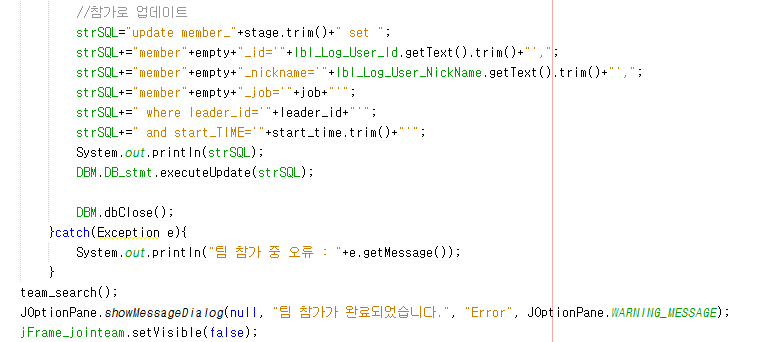 //참가로 업데이트
strSQL="update member_"+stage.trim()+" set ";
strSQL+="member"+empty+"_id='"+lbl_Log_User_Id.getText().trim()+"',";
strSQL+="member"+empty+"_nickname='"+lbl_Log_User_NickName.getText().trim()+"',";
strSQL+="member"+empty+"_job='"+job+"'";
strSQL+=" where leader_id='"+leader_id+"'";
strSQL+=" and start_TIME='"+start_time.trim()+"'";
System.out.println(strSQL);
DBM.DB_stmt.executeUpdate(strSQL);
DBM.dbClose();
}catch(Exception e){
System.out.println("팀 참가 중 오류 : "+e.getMessage());
}
team_search();
JOptionPane.showMessageDialog(null, "팀 참가가 완료되었습니다.", "Error", JOptionPane.WARNING_MESSAGE);
jFrame_jointeam.setVisible(false);